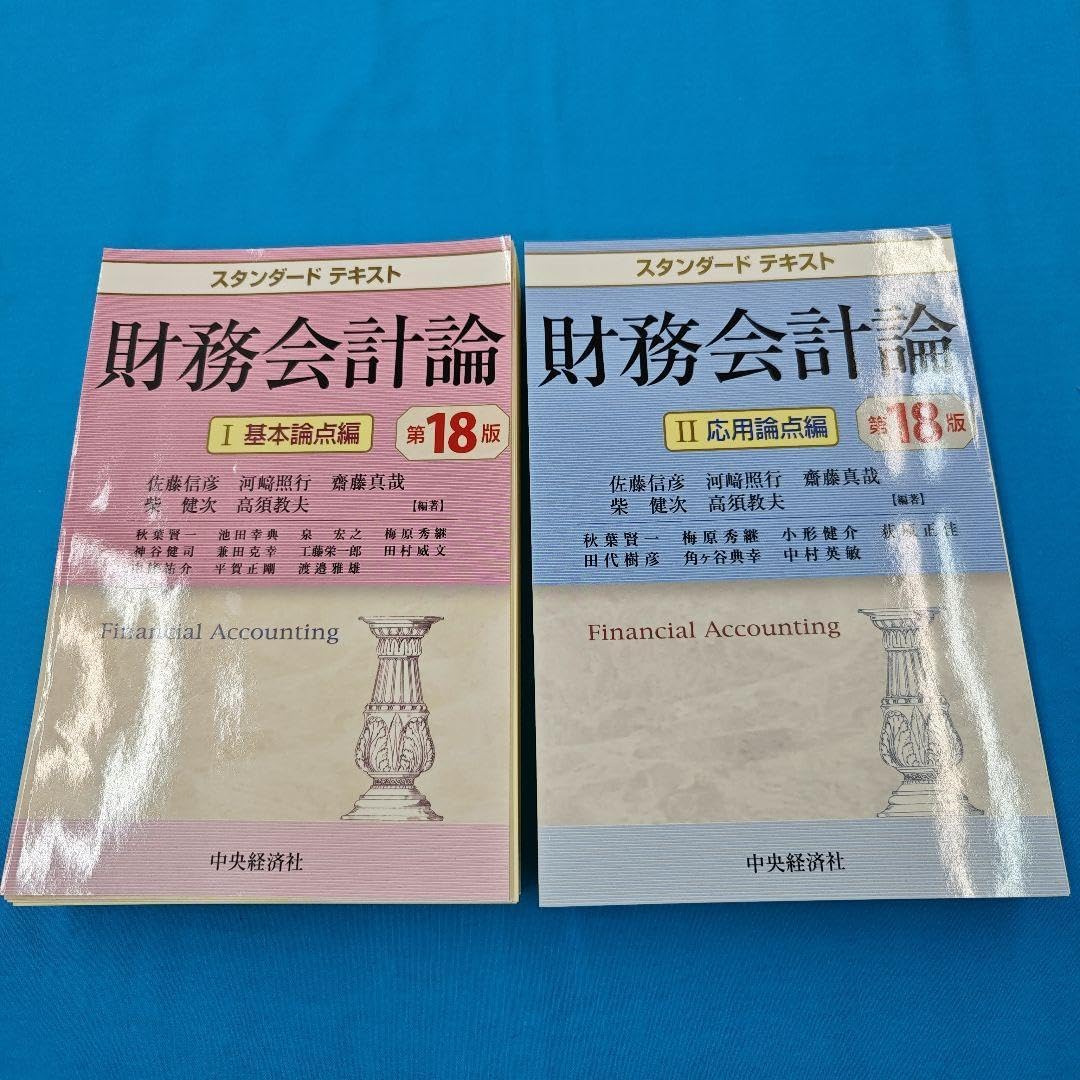 スタンダード テキスト
財務会計論
I 基本論点編
第18版
佐藤信彦 河﨑照行 齋藤真哉
柴 健次 高須教夫 【編著】
秋葉賢一 池田幸典 泉 宏之 梅原秀継
神谷健司 兼田克幸 工藤栄一郎 田村威文
祐介 平賀正剛 渡邉雅雄
Financial Accounting
中央経済社
スタンダード テキスト
財務会計論
II 応用論点編
第18版
佐藤信彦 河﨑照行 齋藤真哉
柴 健次 高須教夫 【編著】
秋葉賢一 梅原秀継 小形健介 正佳
田代樹彦 角ヶ谷典幸 中村英敏
Financial Accounting
中央経済社